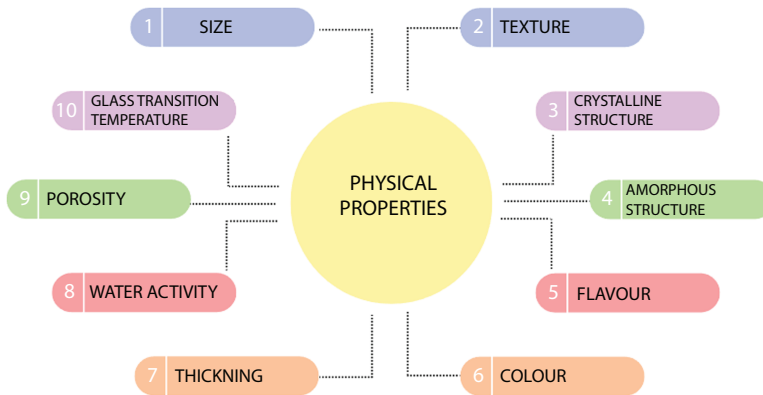 1 SIZE
2 TEXTURE
3 CRYSTALLINE
STRUCTURE
4 AMORPHOUS
STRUCTURE
5 FLAVOUR
6 COLOUR
7 THICKNING
8 WATER ACTIVITY
9 POROSITY
10 GLASS TRANSITION
TEMPERATURE
PHYSICAL
PROPERTIES